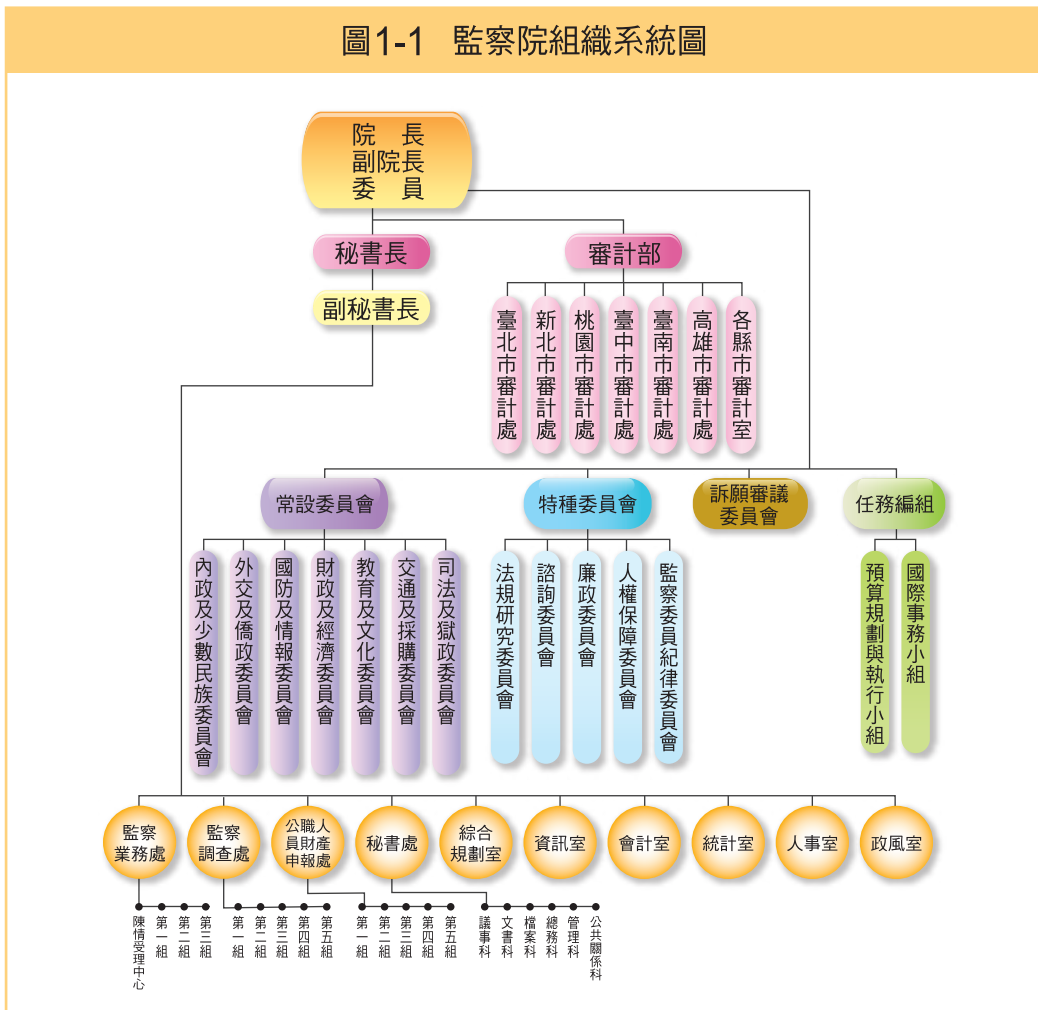 圖1-1 監察院組織系統圖
院 長
副院長
委 員
秘書長
審計部
副秘書長
臺北市審計處
新北市審計處
桃園市審計處
臺中市審計處
臺南市審計處
高雄市審計處
各縣市審計室
常設委員會
特種委員會
訴願審議
委員會
任務編組
內政及少數民族委員會
外交及僑政委員會
國防及情報委員會
財政及經濟委員會
教育及文化委員會
交通及採購委員會
司法及獄政委員會
法規研究委員會
諮詢委員會
廉政委員會
人權保障委員會
監察委員紀律委員會
預算規劃與執行小組
國際事務小組
監察
業務處
監察
調查處
公職人
員財產
申報處
秘書處
綜合
規劃室
資訊室
會計室
統計室
人事室
政風室
陳情受理中心
第一組
第二組
第三組
第一組
第二組
第三組
第四組
第五組
第一組
第二組
第三組
第四組
第五組
議事科
文書科
檔案科
總務科
管理科
公共關係科